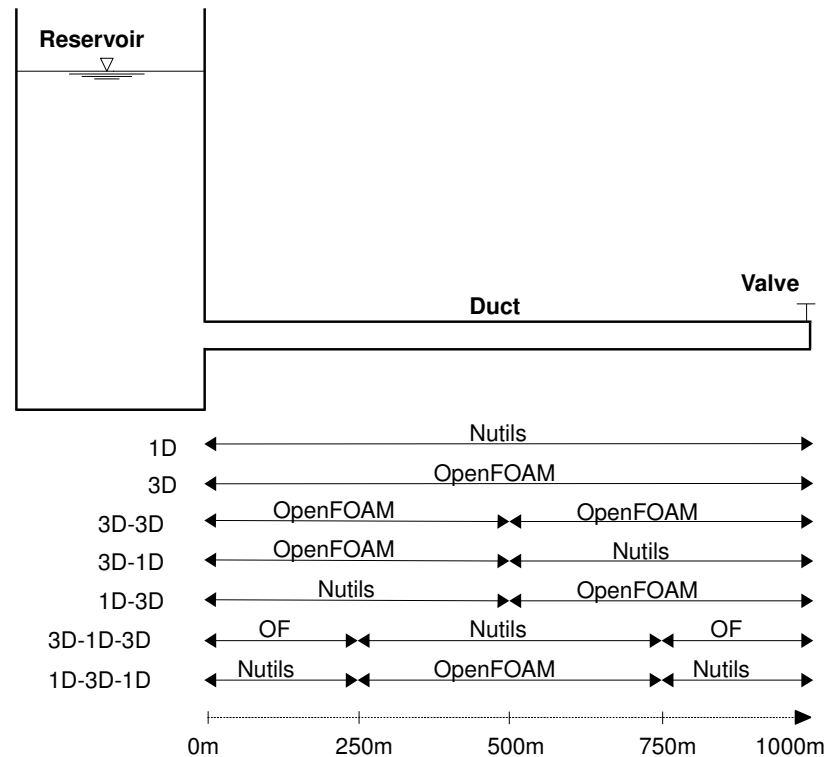 Reservoir
Valve
Duct
1D Nutils
3D OpenFOAM
3D-3D OpenFOAM OpenFOAM
3D-1D OpenFOAM Nutils
1D-3D Nutils OpenFOAM
3D-1D-3D OF Nutils OF
1D-3D-1D Nutils OpenFOAM Nutils
0m 250m 500m 750m 1000m